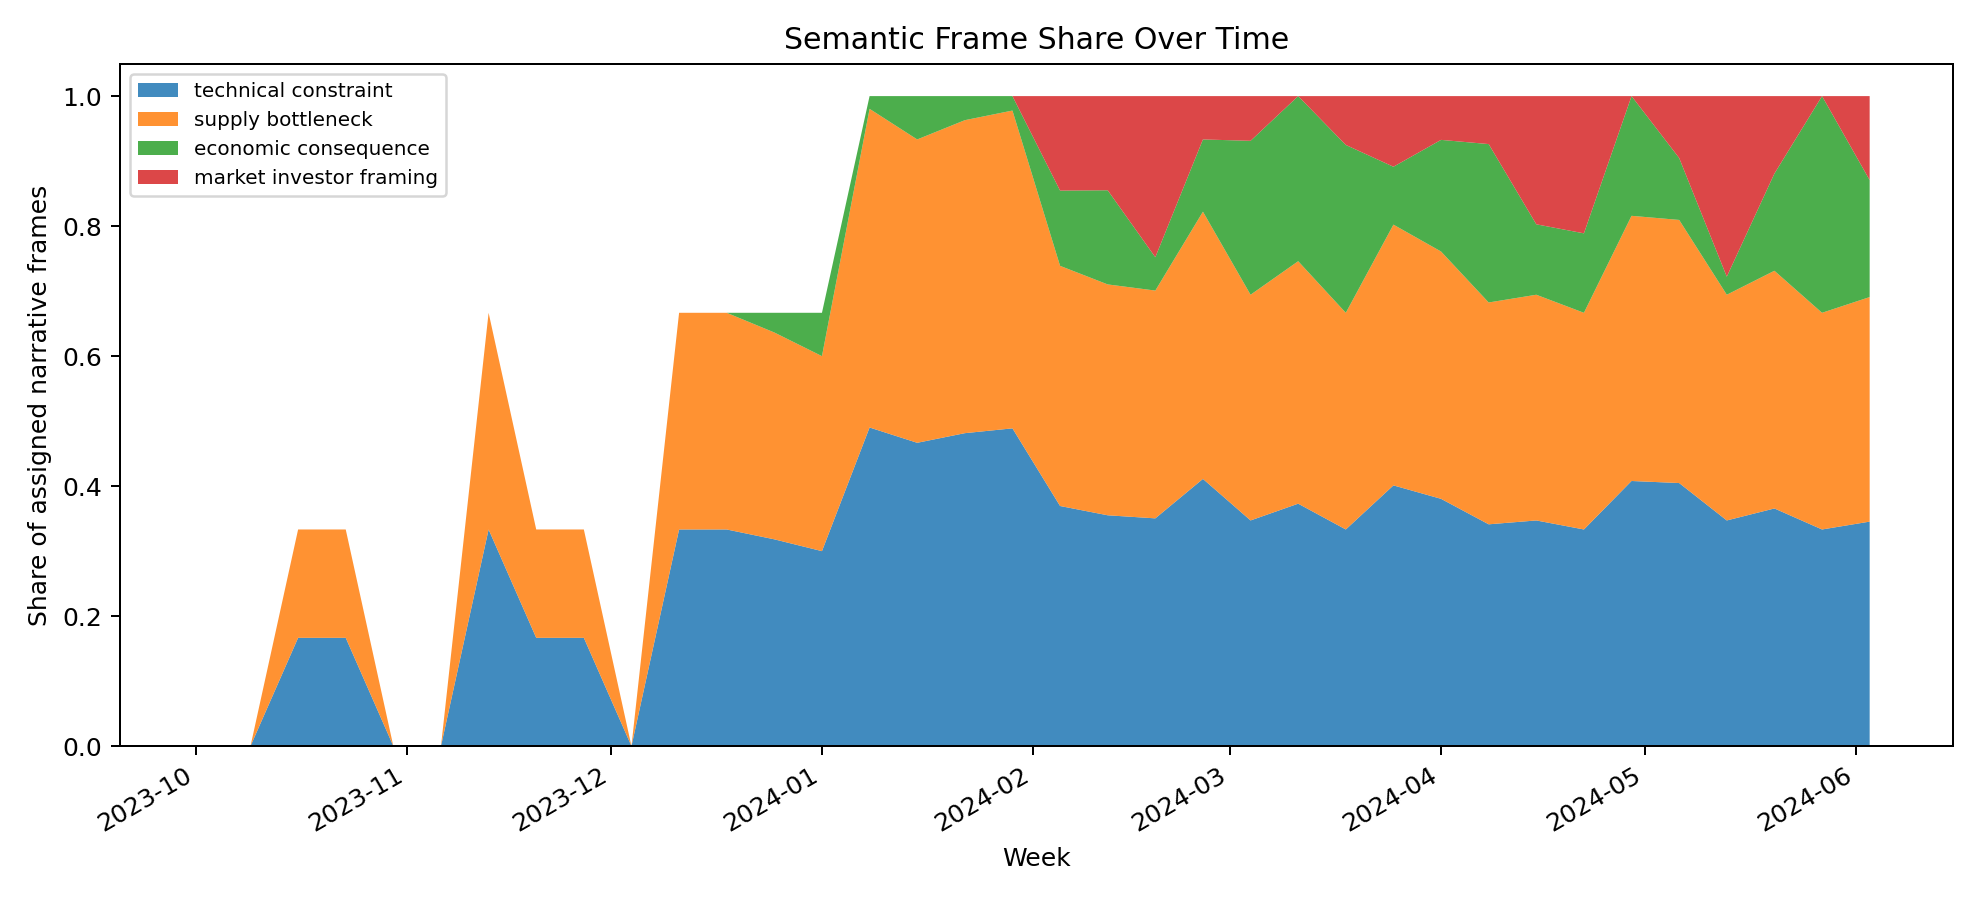 Semantic Frame Share Over Time
technical constraint
supply bottleneck
economic consequence
market investor framing
Share of assigned narrative frames
1.0
0.8
0.6
0.4
0.2
0.0
2023-10
2023-11
2023-12
2024-01
2024-02
2024-03
2024-04
2024-05
2024-06
Week